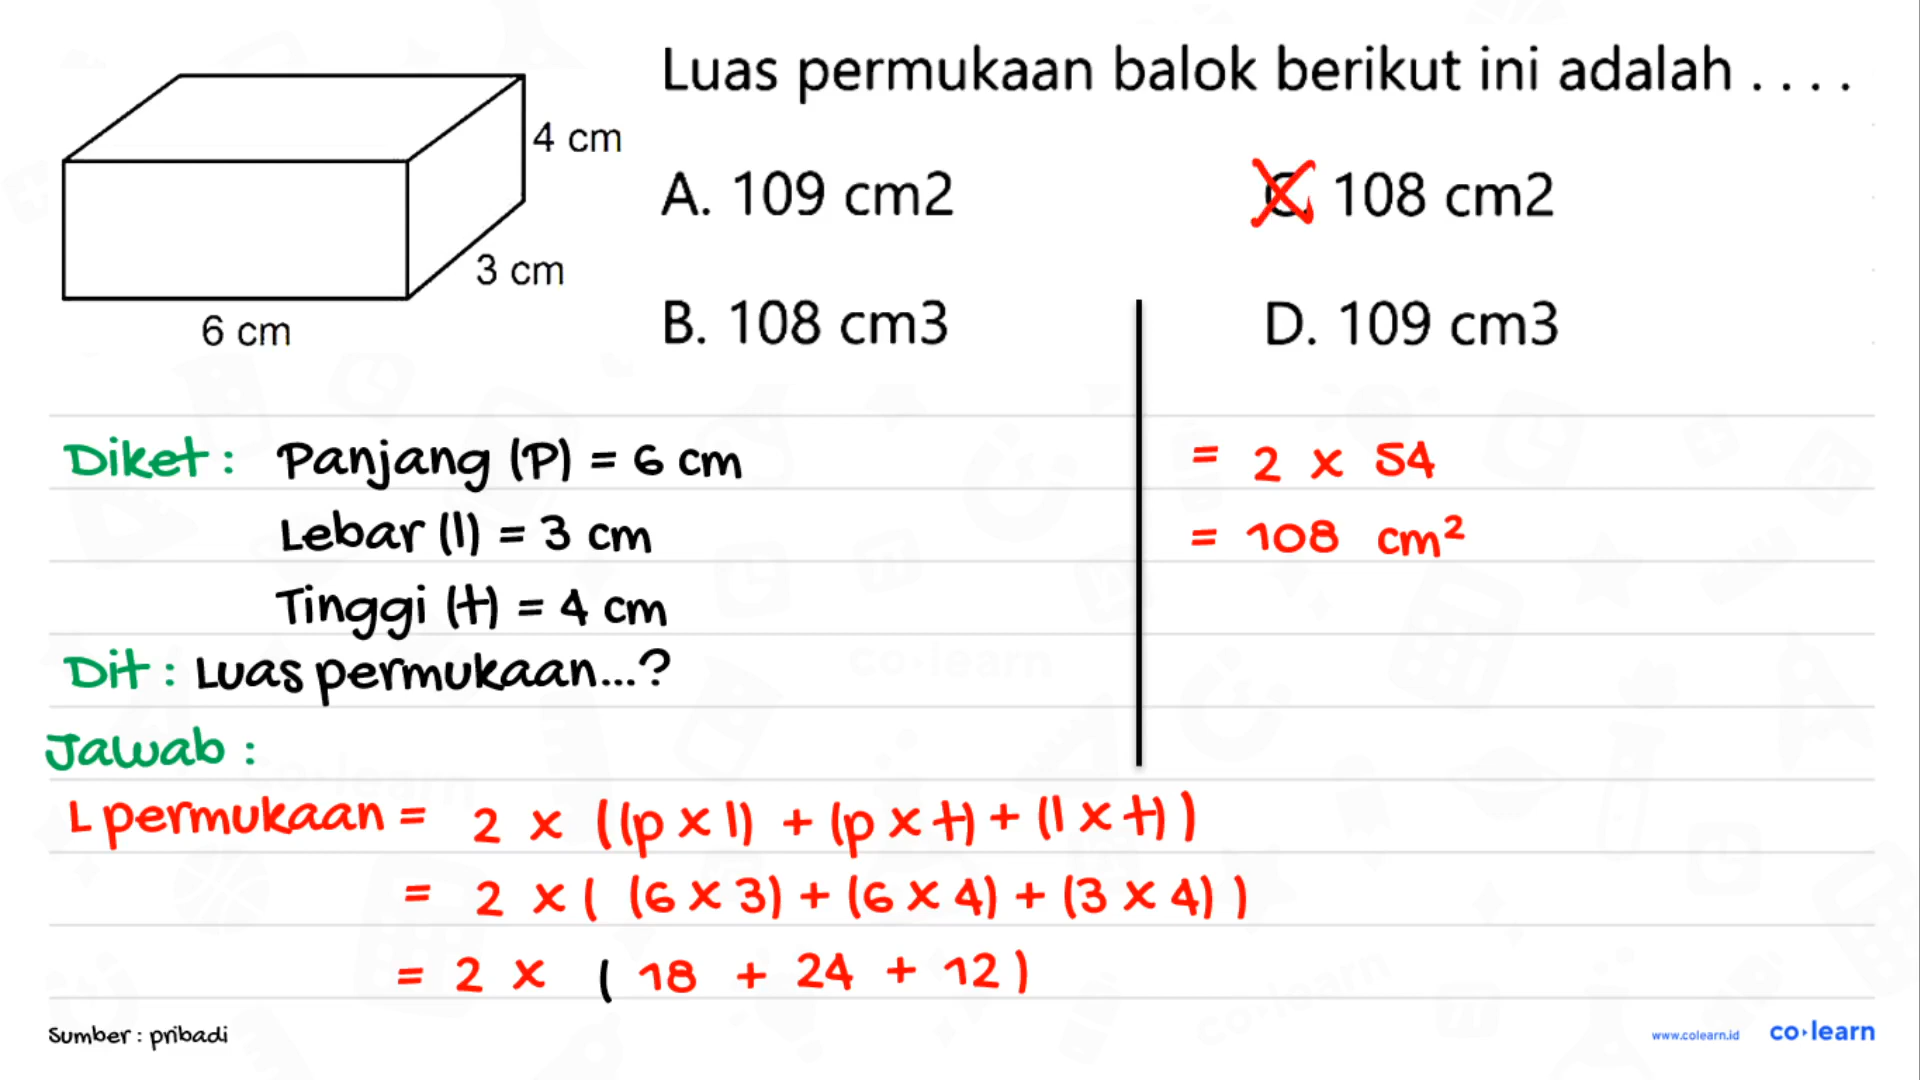 Luas permukaan balok berikut ini adalah . . . .
4 cm
3 cm
6 cm
A. 109 cm2
C. 108 cm2
B. 108 cm3
D. 109 cm3
Diket : Panjang (P) = 6 cm
Lebar (l) = 3 cm
Tinggi (t) = 4 cm
Dit : Luas permukaan...?
Jawab :
L permukaan = 2 x ((p x l) + (p x t) + (l x t))
= 2 x ( (6 x 3) + (6 x 4) + (3 x 4) )
= 2 x ( 18 + 24 + 12 )
= 2 x 54
= 108 cm²
Sumber : pribadi
www.colearn.id
co·learn